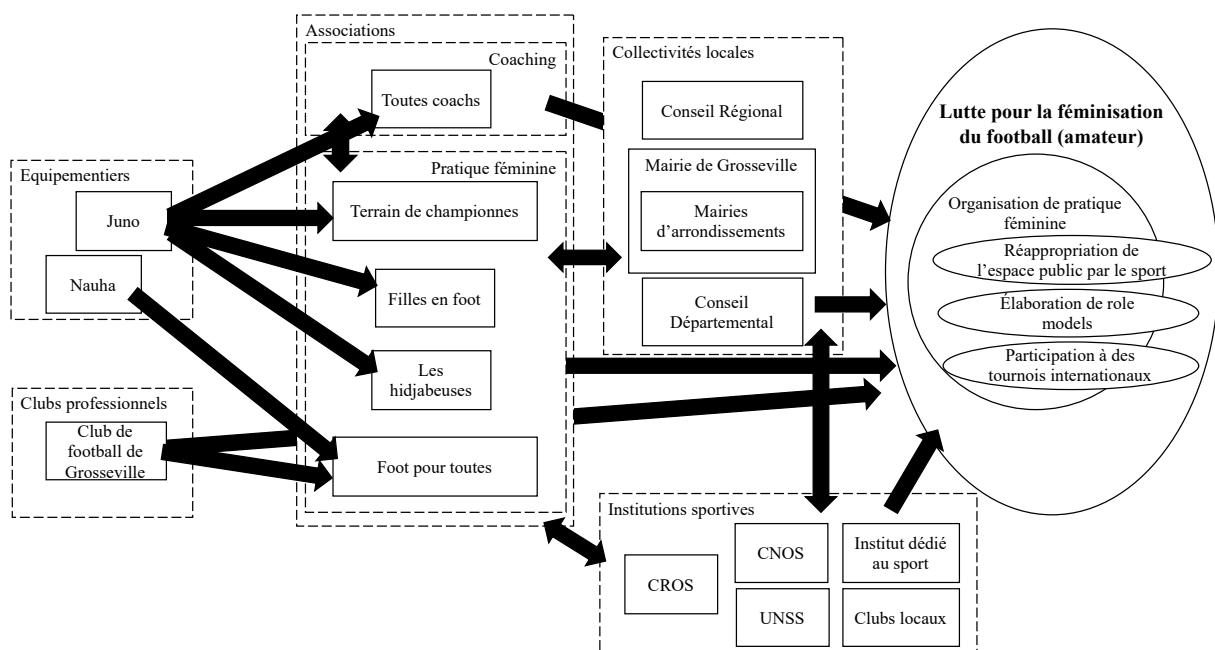 Equipementiers
Juno
Nauha
Clubs professionnels
Club de
football de
Grosseville
Associations
Coaching
Toutes coachs
Pratique féminine
Terrain de championnes
Filles en foot
Les
hidjabeuses
Foot pour toutes
Collectivités locales
Conseil Régional
Mairie de Grosseville
Mairies
d’arrondissements
Conseil
Départemental
Institutions sportives
CROS
CNOS
UNSS
Institut dédié
au sport
Clubs locaux
Lutte pour la féminisation
du football (amateur)
Organisation de pratique
féminine
Réappropriation de
l’espace public par le sport
Élaboration de role
models
Participation à des
tournois internationaux